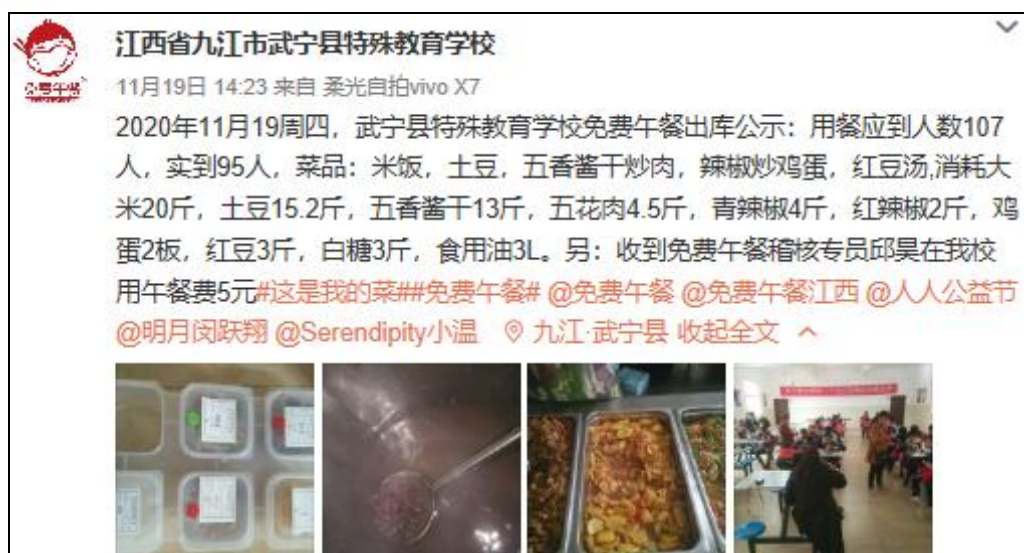 江西省九江市武宁县特殊教育学校
11月19日 14:23 来自 柔光自拍vivo X7
2020年11月19周四，武宁县特殊教育学校免费午餐出库公示：用餐应到人数107
人，实到95人，菜品：米饭，土豆，五香酱干炒肉，辣椒炒鸡蛋，红豆汤,消耗大
米20斤，土豆15.2斤，五香酱干13斤，五花肉4.5斤，青辣椒4斤，红辣椒2斤，鸡
蛋2板，红豆3斤，白糖3斤，食用油3L。另：收到免费午餐稽核专员邱昊在我校
用午餐费5元#这是我的菜##免费午餐# @免费午餐 @免费午餐江西 @人人公益节
@明月闵跃翔 @Serendipity小温 九江·武宁县 收起全文